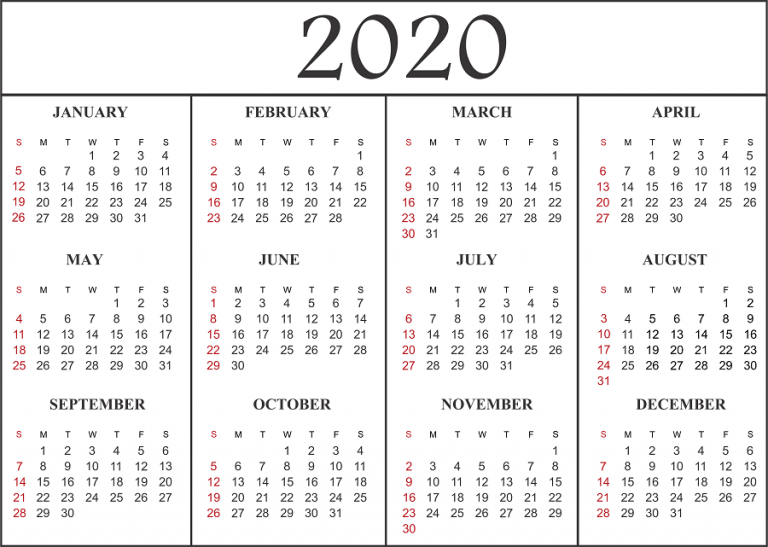 2020
JANUARY
S M T W T F S
1 2 3 4
5 6 7 8 9 10 11
12 13 14 15 16 17 18
19 20 21 22 23 24 25
26 27 28 29 30 31
FEBRUARY
S M T W T F S
1
2 3 4 5 6 7 8
9 10 11 12 13 14 15
16 17 18 19 20 21 22
23 24 25 26 27 28
MARCH
S M T W T F S
1
2 3 4 5 6 7 8
9 10 11 12 13 14 15
16 17 18 19 20 21 22
23 24 25 26 27 28 29
30 31
APRIL
S M T W T F S
1 2 3 4 5
6 7 8 9 10 11 12
13 14 15 16 17 18 19
20 21 22 23 24 25 26
27 28 29 30
MAY
S M T W T F S
1 2 3
4 5 6 7 8 9 10
11 12 13 14 15 16 17
18 19 20 21 22 23 24
25 26 27 28 29 30 31
JUNE
S M T W T F S
1 2 3 4 5 6 7
8 9 10 11 12 13 14
15 16 17 18 19 20 21
22 23 24 25 26 27 28
29 30
JULY
S M T W T F S
1 2 3 4 5
6 7 8 9 10 11 12
13 14 15 16 17 18 19
20 21 22 23 24 25 26
27 28 29 30 31
AUGUST
S M T W T F S
1 2
3 4 5 6 7 8 9
10 11 12 13 14 15 16
17 18 19 20 21 22 23
24 25 26 27 28 29 30
31
SEPTEMBER
S M T W T F S
1 2 3 4 5 6
7 8 9 10 11 12 13
14 15 16 17 18 19 20
21 22 23 24 25 26 27
28 29 30
OCTOBER
S M T W T F S
1 2 3 4
5 6 7 8 9 10 11
12 13 14 15 16 17 18
19 20 21 22 23 24 25
26 27 28 29 30 31
NOVEMBER
S M T W T F S
1
2 3 4 5 6 7 8
9 10 11 12 13 14 15
16 17 18 19 20 21 22
23 24 25 26 27 28 29
30
DECEMBER
S M T W T F S
1 2 3 4 5 6
7 8 9 10 11 12 13
14 15 16 17 18 19 20
21 22 23 24 25 26 27
28 29 30 31